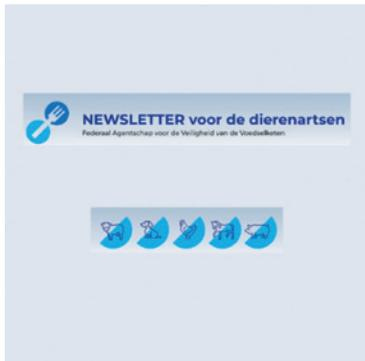 NEWSLETTER voor de dierenartsen
Federaal Agentschap voor de Veiligheid van de Voedselketen